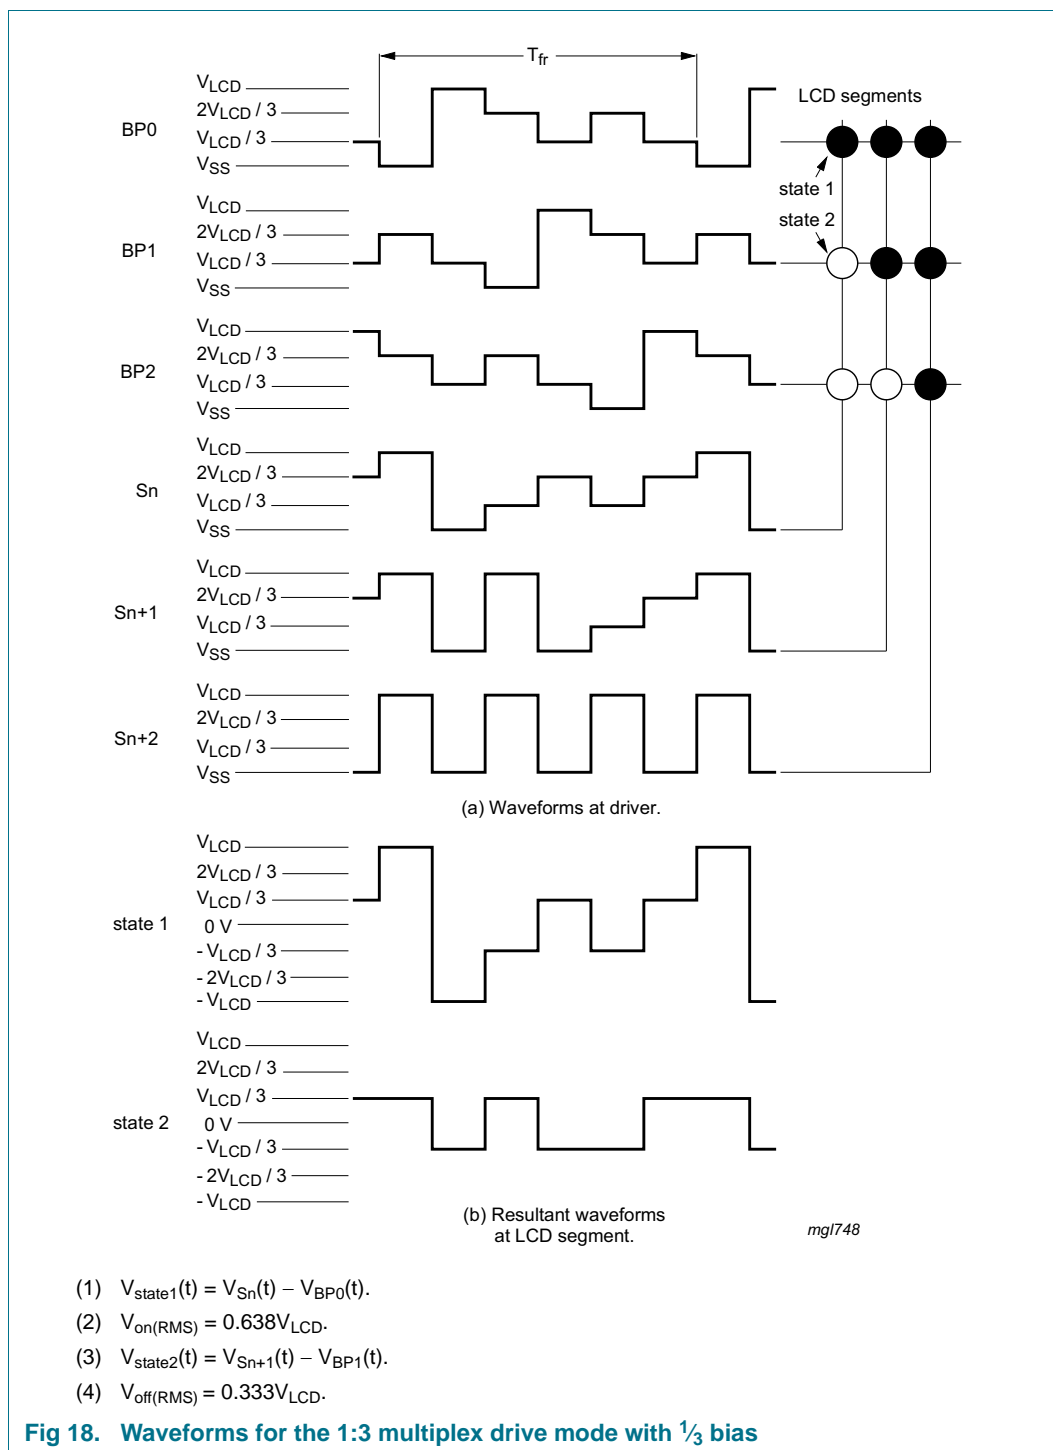 Tfr
VLCD
2VLCD / 3
BP0
VLCD / 3
VSS
LCD segments
state 1
VLCD
2VLCD / 3
BP1
VLCD / 3
VSS
state 2
VLCD
2VLCD / 3
BP2
VLCD / 3
VSS
VLCD
2VLCD / 3
Sn
VLCD / 3
VSS
VLCD
2VLCD / 3
Sn+1
VLCD / 3
VSS
VLCD
2VLCD / 3
Sn+2
VLCD / 3
VSS
(a) Waveforms at driver.
VLCD
2VLCD / 3
VLCD / 3
state 1
0 V
- VLCD / 3
- 2VLCD / 3
- VLCD
VLCD
2VLCD / 3
VLCD / 3
state 2
0 V
- VLCD / 3
- 2VLCD / 3
- VLCD
(b) Resultant waveforms
at LCD segment.
mgl748
(1) Vstate1(t) = VSn(t) − VBP0(t).
(2) Von(RMS) = 0.638VLCD.
(3) Vstate2(t) = VSn+1(t) − VBP1(t).
(4) Voff(RMS) = 0.333VLCD.
Fig 18. Waveforms for the 1:3 multiplex drive mode with 1⁄3 bias